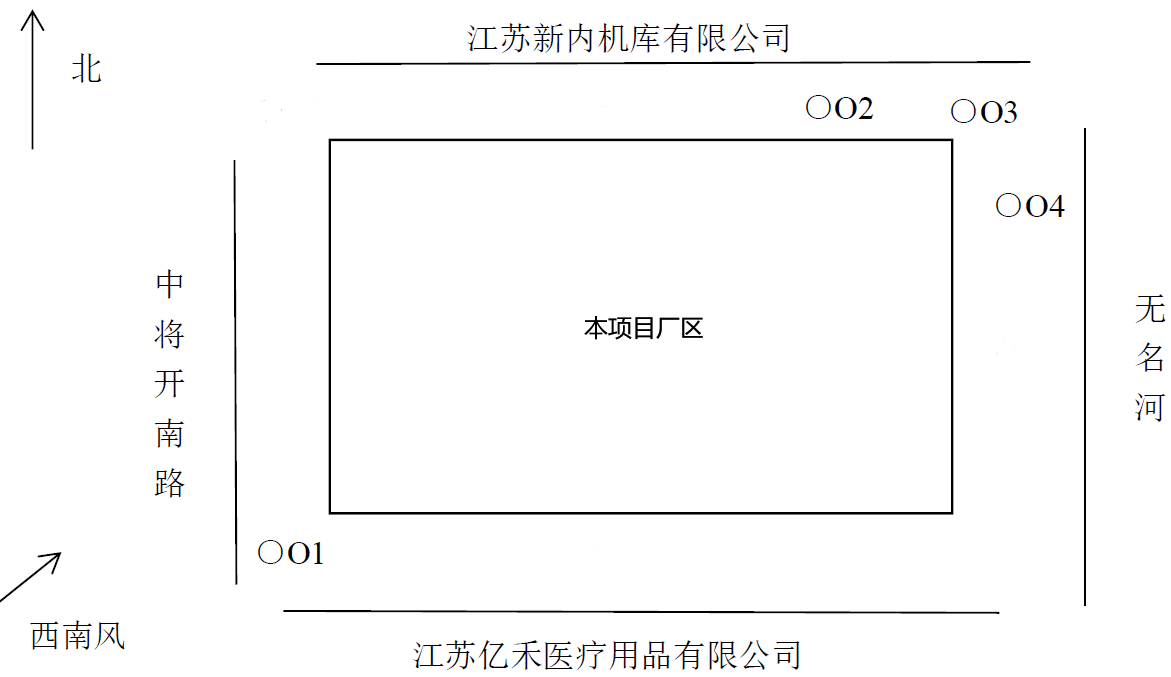 江苏新内机库有限公司
北
○O2
○O3
○O4
中将开南路
本项目厂区
无名河
○O1
西南风
江苏亿禾医疗用品有限公司